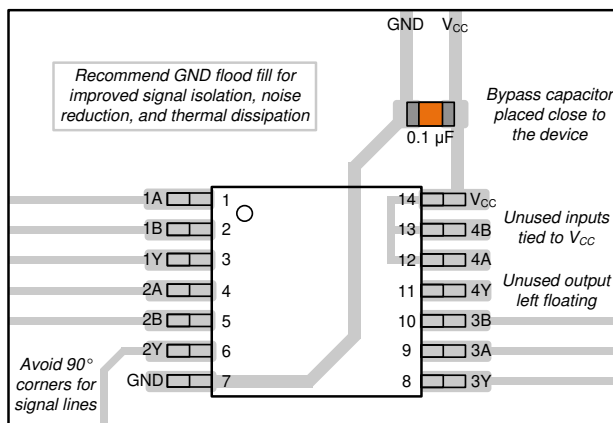 GND VCC
Recommend GND flood fill for
improved signal isolation, noise
reduction, and thermal dissipation
Bypass capacitor
placed close to
the device
0.1 µF
1A 1 14 VCC
1B 2 13 4B
1Y 3 12 4A
2A 4 11 4Y
2B 5 10 3B
2Y 6 9 3A
GND 7 8 3Y
Unused inputs
tied to VCC
Unused output
left floating
Avoid 90°
corners for
signal lines